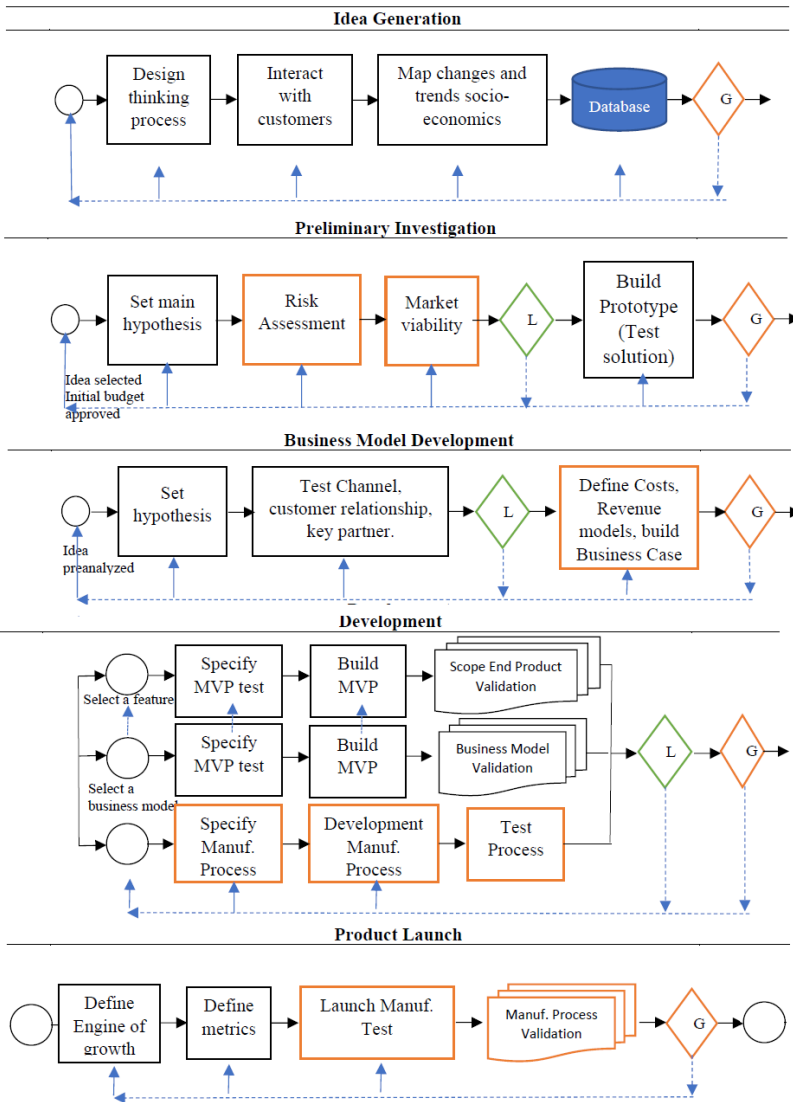 Idea Generation
Design
thinking
process
Interact
with
customers
Map changes and
trends socio-
economics
Database
G
Preliminary Investigation
Set main
hypothesis
Risk
Assessment
Market
viability
L
Build
Prototype
(Test
solution)
G
Idea selected
Initial budget
approved
Business Model Development
Set
hypothesis
Test Channel,
customer relationship,
key partner.
L
Define Costs,
Revenue
models, build
Business Case
G
Idea
preanalyzed
Development
Specify
MVP test
Build
MVP
Scope End Product
Validation
Select a feature
Specify
MVP test
Build
MVP
Business Model
Validation
L
G
Select a
business model
Specify
Manuf.
Process
Development
Manuf.
Process
Test
Process
Product Launch
Define
Engine of
growth
Define
metrics
Launch Manuf.
Test
Manuf. Process
Validation
G